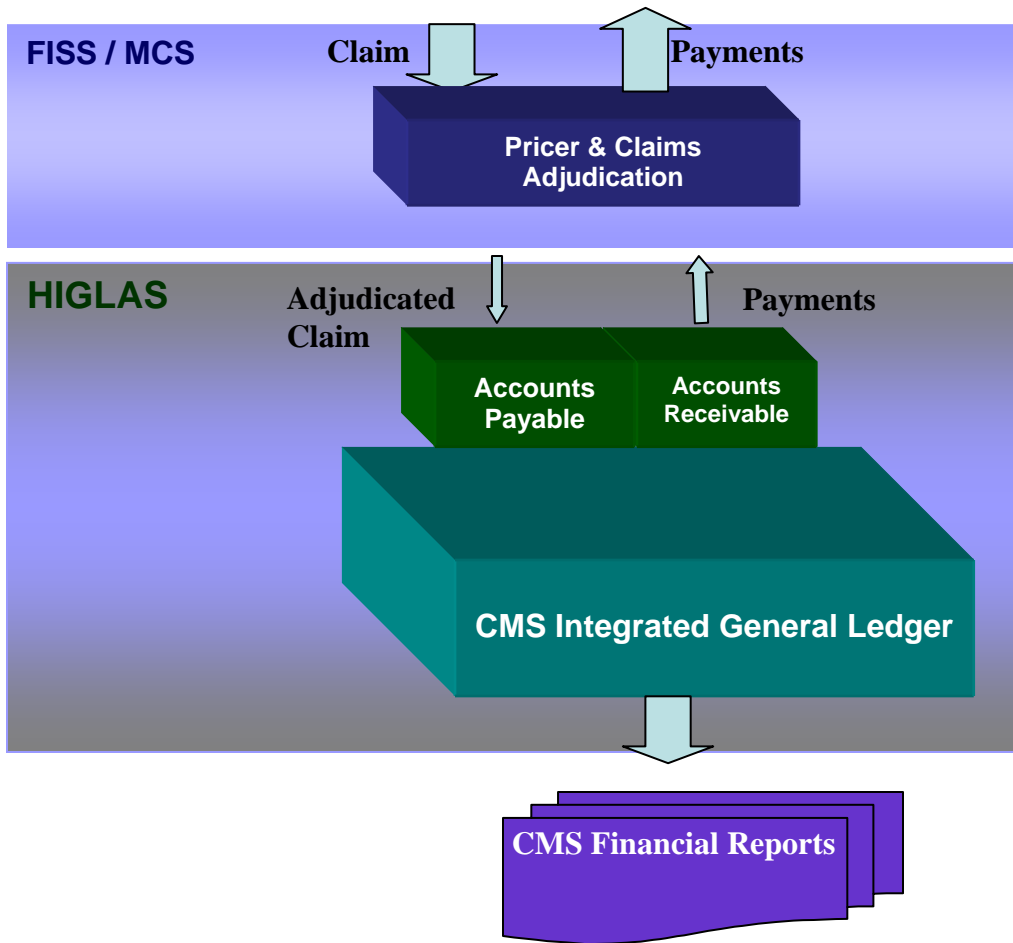 FISS / MCS
Claim
Payments
Pricer & Claims
Adjudication
HIGLAS
Adjudicated
Claim
Payments
Accounts
Payable
Accounts
Receivable
CMS Integrated General Ledger
CMS Financial Reports